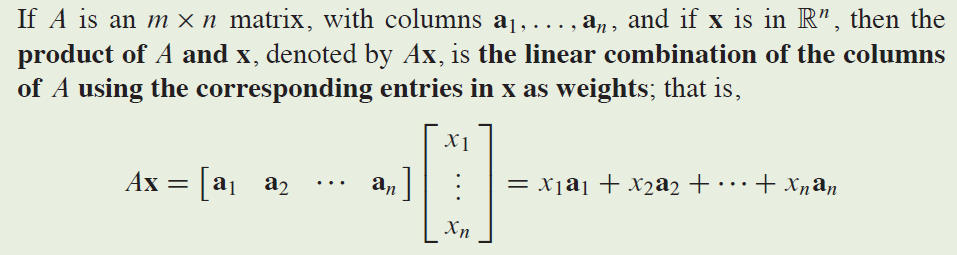 If A is an m × n matrix, with columns a₁, . . . , aₙ, and if x is in ℝⁿ, then the
product of A and x, denoted by Ax, is the linear combination of the columns
of A using the corresponding entries in x as weights; that is,
Ax = [a₁ a₂ ⋯ aₙ] [x₁ ⋮ xₙ] = x₁a₁ + x₂a₂ + ⋯ + xₙaₙ